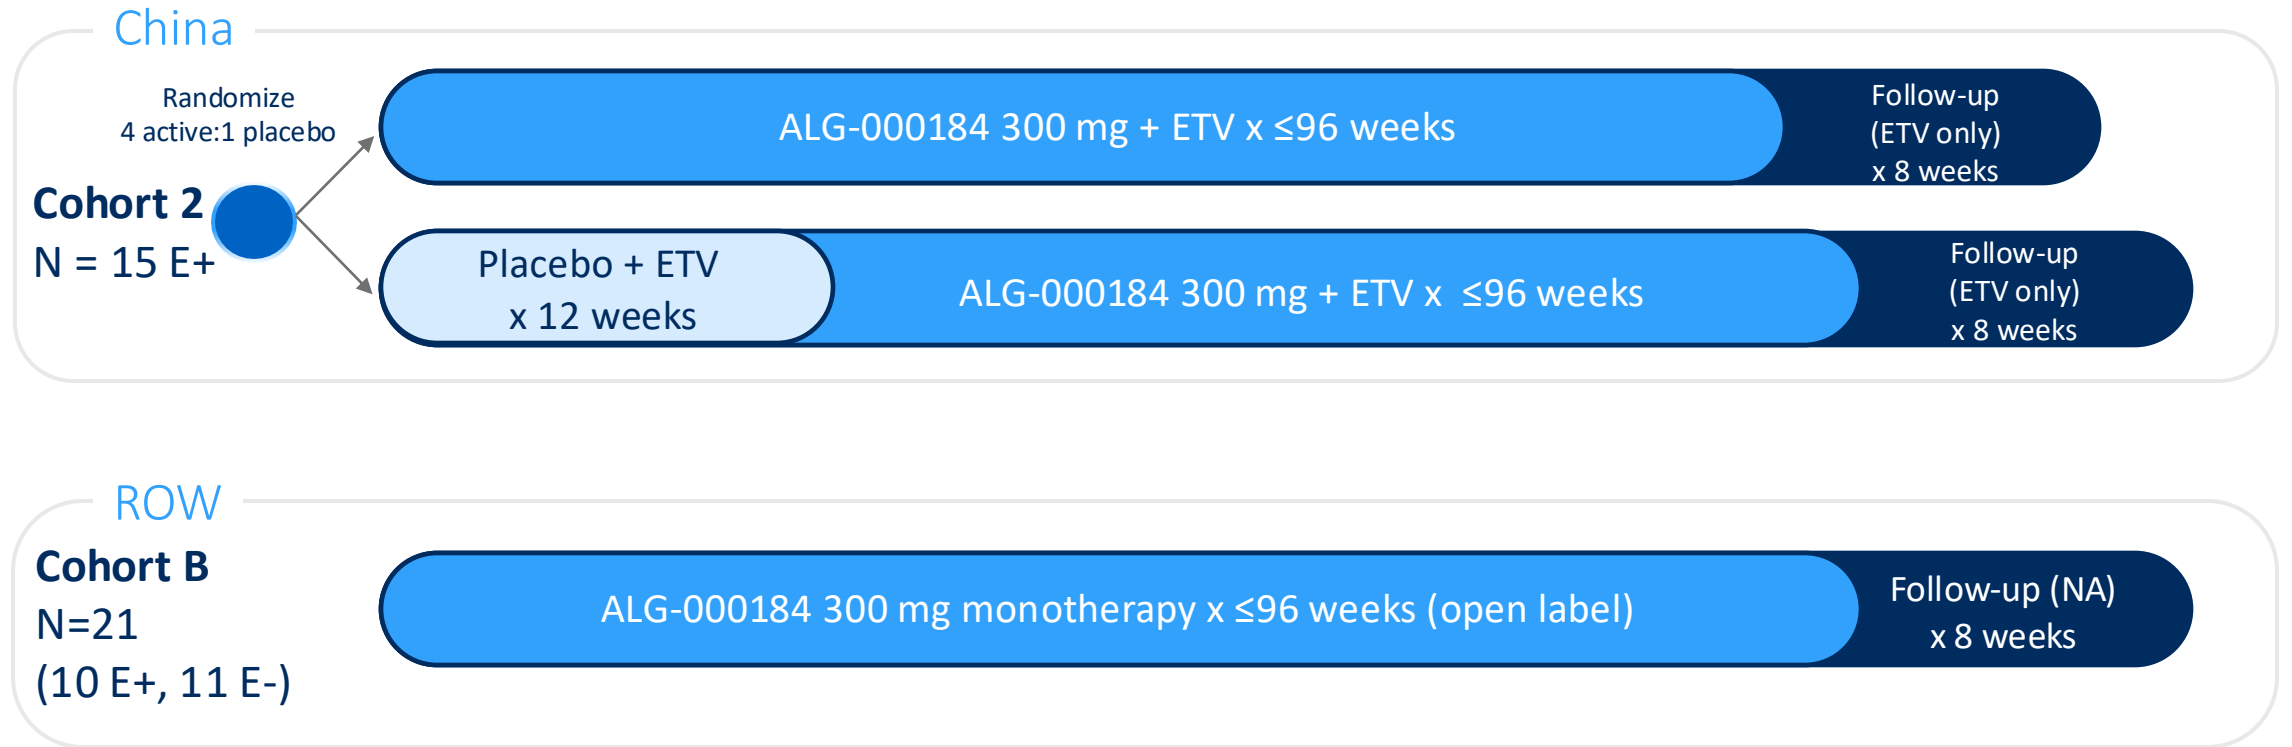 China
Randomize
4 active:1 placebo
Cohort 2
N = 15 E+
ALG-000184 300 mg + ETV x ≤96 weeks
Follow-up
(ETV only)
x 8 weeks
Placebo + ETV
x 12 weeks
ALG-000184 300 mg + ETV x ≤96 weeks
Follow-up
(ETV only)
x 8 weeks
ROW
Cohort B
N=21
(10 E+, 11 E-)
ALG-000184 300 mg monotherapy x ≤96 weeks (open label)
Follow-up (NA)
x 8 weeks